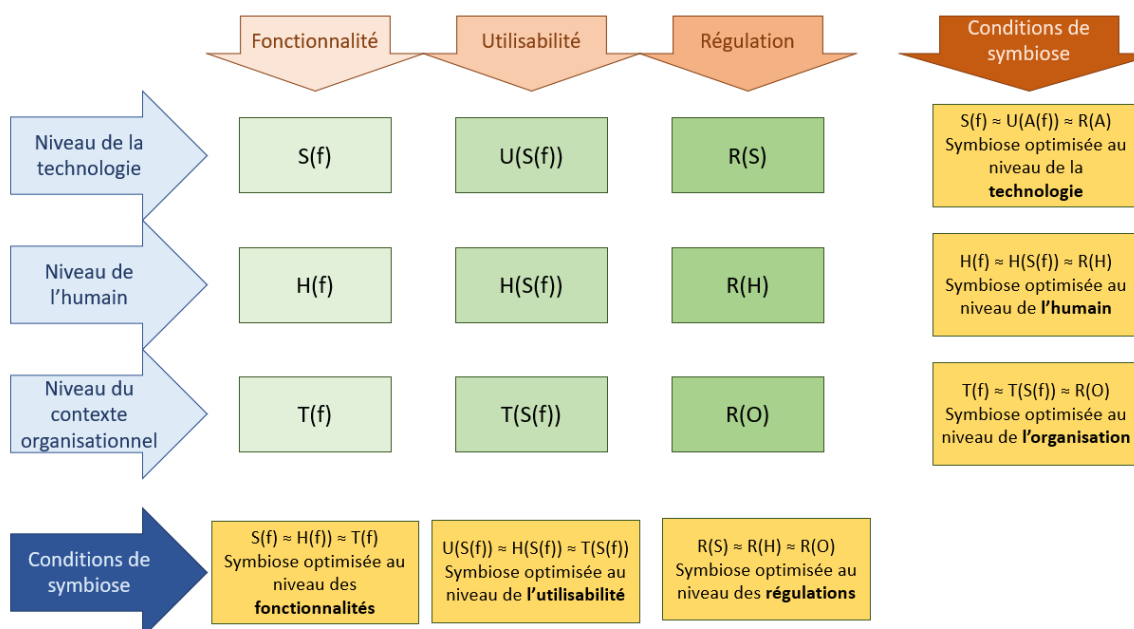 Fonctionnalité
Utilisabilité
Régulation
Conditions de
symbiose
Niveau de la
technologie
S(f)
U(S(f))
R(S)
S(f) ≈ U(A(f)) ≈ R(A)
Symbiose optimisée au
niveau de la
technologie
Niveau de
l’humain
H(f)
H(S(f))
R(H)
H(f) ≈ H(S(f)) ≈ R(H)
Symbiose optimisée au
niveau de l’humain
Niveau du
contexte
organisationnel
T(f)
T(S(f))
R(O)
T(f) ≈ T(S(f)) ≈ R(O)
Symbiose optimisée au
niveau de l’organisation
Conditions de
symbiose
S(f) ≈ H(f)) ≈ T(f)
Symbiose optimisée au
niveau des
fonctionnalités
U(S(f)) ≈ H(S(f)) ≈ T(S(f))
Symbiose optimisée au
niveau de l’utilisabilité
R(S) ≈ R(H) ≈ R(O)
Symbiose optimisée au
niveau des régulations